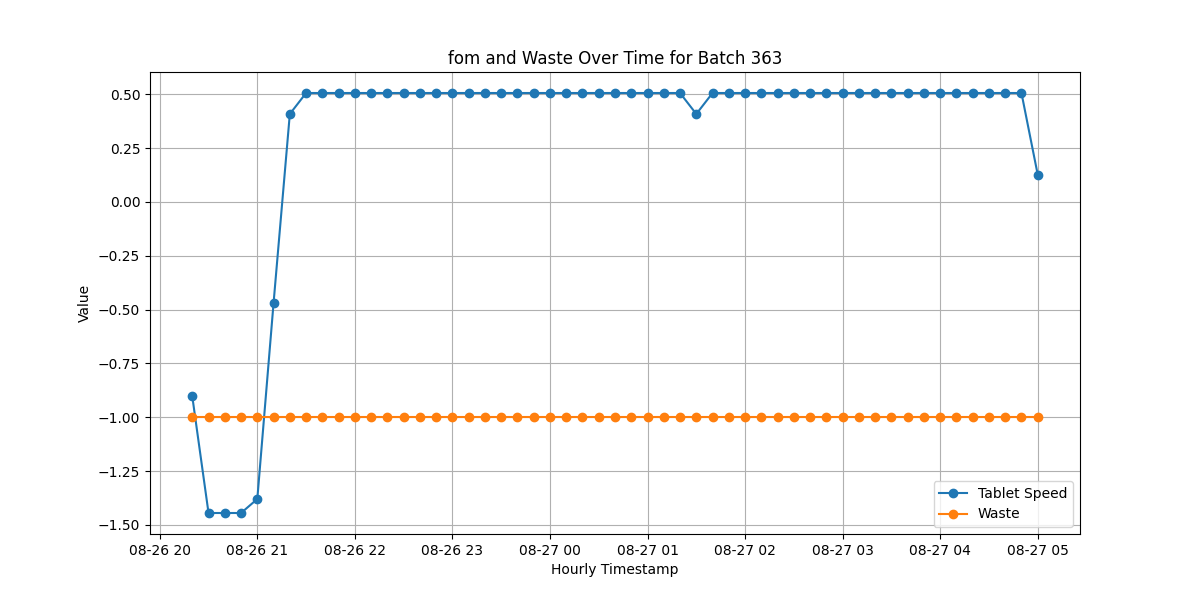 fom and Waste Over Time for Batch 363
Value
0.50
0.25
0.00
−0.25
−0.50
−0.75
−1.00
−1.25
−1.50
Tablet Speed
Waste
08-26 20 08-26 21 08-26 22 08-26 23 08-27 00 08-27 01 08-27 02 08-27 03 08-27 04 08-27 05
Hourly Timestamp